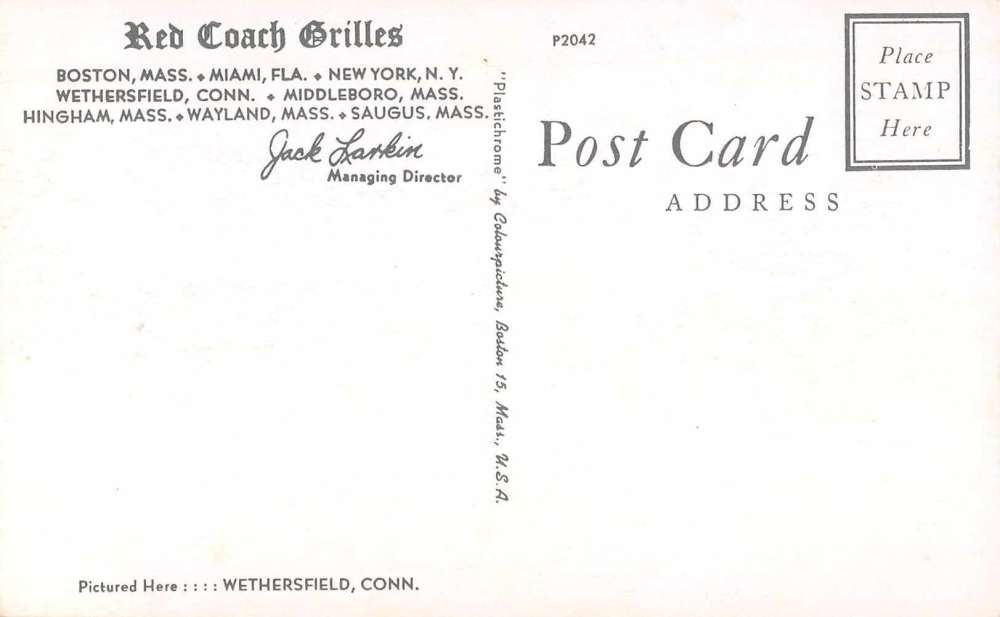 Red Coach Grilles
BOSTON, MASS. ⬥ MIAMI, FLA. ⬥ NEW YORK, N. Y.
WETHERSFIELD, CONN. ⬥ MIDDLEBORO, MASS.
HINGHAM, MASS. ⬥ WAYLAND, MASS. ⬥ SAUGUS, MASS.
Jack Larkin
Managing Director
Pictured Here : : : : WETHERSFIELD, CONN.
"Plastichrome" by Colourpicture, Boston 15, Mass., U.S.A.
P2042
Post Card
ADDRESS
Place
STAMP
Here